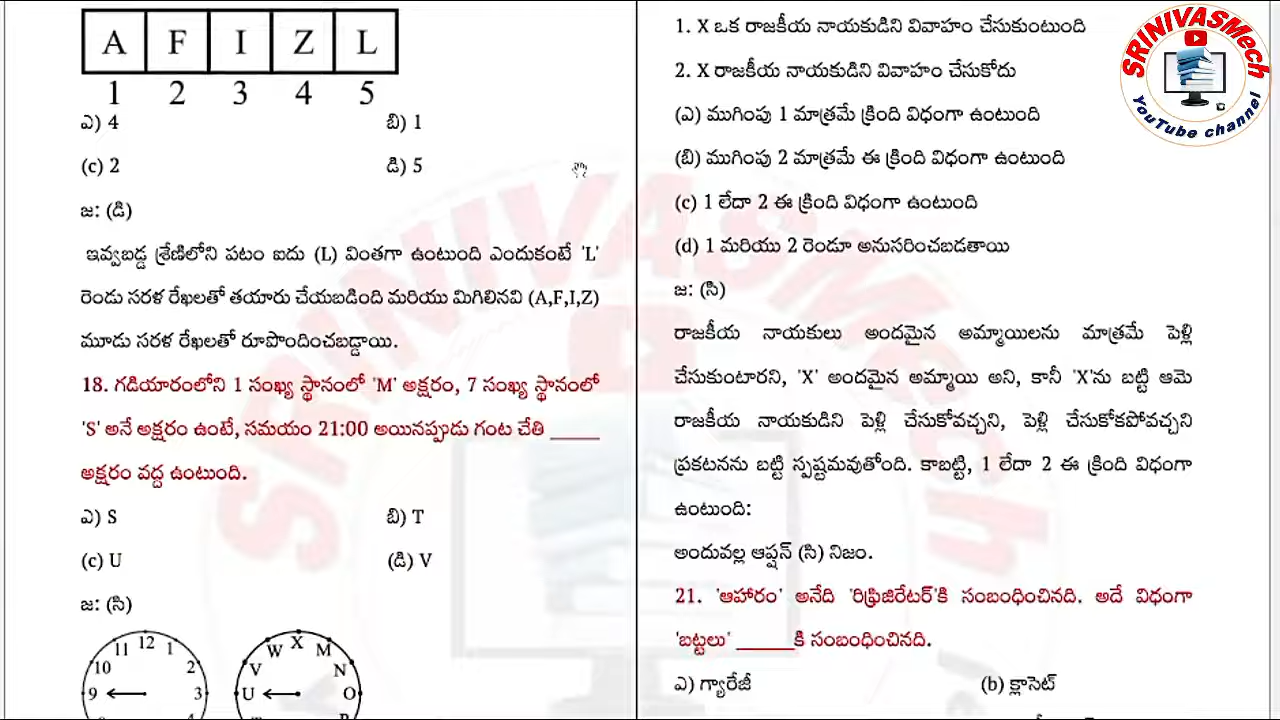 A F I Z L
1 2 3 4 5
ఎ) 4 బి) 1
(c) 2 డి) 5
జ: (డి)
ఇవ్వబడ్డ శ్రేణిలోని పటం ఐదు (L) వింతగా ఉంటుంది ఎందుకంటే 'L'
రెండు సరళ రేఖలతో తయారు చేయబడింది మరియు మిగిలినవి (A,F,I,Z)
మూడు సరళ రేఖలతో రూపొందించబడ్డాయి.
18. గడియారంలోని 1 సంఖ్య స్థానంలో 'M' అక్షరం, 7 సంఖ్య స్థానంలో
'S' అనే అక్షరం ఉంటే, సమయం 21:00 అయినప్పుడు గంట చేతి _____
అక్షరం వద్ద ఉంటుంది.
ఎ) S బి) T
(c) U (డి) V
జ: (సి)
12 1 2 3 4 9 10 11
X M N O U V W
1. X ఒక రాజకీయ నాయకుడిని వివాహం చేసుకుంటుంది
2. X రాజకీయ నాయకుడిని వివాహం చేసుకోదు
(ఎ) ముగింపు 1 మాత్రమే క్రింది విధంగా ఉంటుంది
(బి) ముగింపు 2 మాత్రమే ఈ క్రింది విధంగా ఉంటుంది
(c) 1 లేదా 2 ఈ క్రింది విధంగా ఉంటుంది
(d) 1 మరియు 2 రెండూ అనుసరించబడతాయి
జ: (సి)
రాజకీయ నాయకులు అందమైన అమ్మాయిలను మాత్రమే పెళ్లి
చేసుకుంటారని, 'X' అందమైన అమ్మాయి అని, కానీ 'X'ను బట్టి ఆమె
రాజకీయ నాయకుడిని పెళ్లి చేసుకోవచ్చని, పెళ్లి చేసుకోకపోవచ్చని
ప్రకటనను బట్టి స్పష్టమవుతోంది. కాబట్టి, 1 లేదా 2 ఈ క్రింది విధంగా
ఉంటుంది:
అందువల్ల ఆప్షన్ (సి) నిజం.
21. 'ఆహారం' అనేది 'రిఫ్రిజిరేటర్'కి సంబంధించినది. అదే విధంగా
'బట్టలు' ______కి సంబంధించినది.
ఎ) గ్యారేజీ (b) క్లాసెట్
SRINIVASMech
YouTube channel
SRINIVASMech